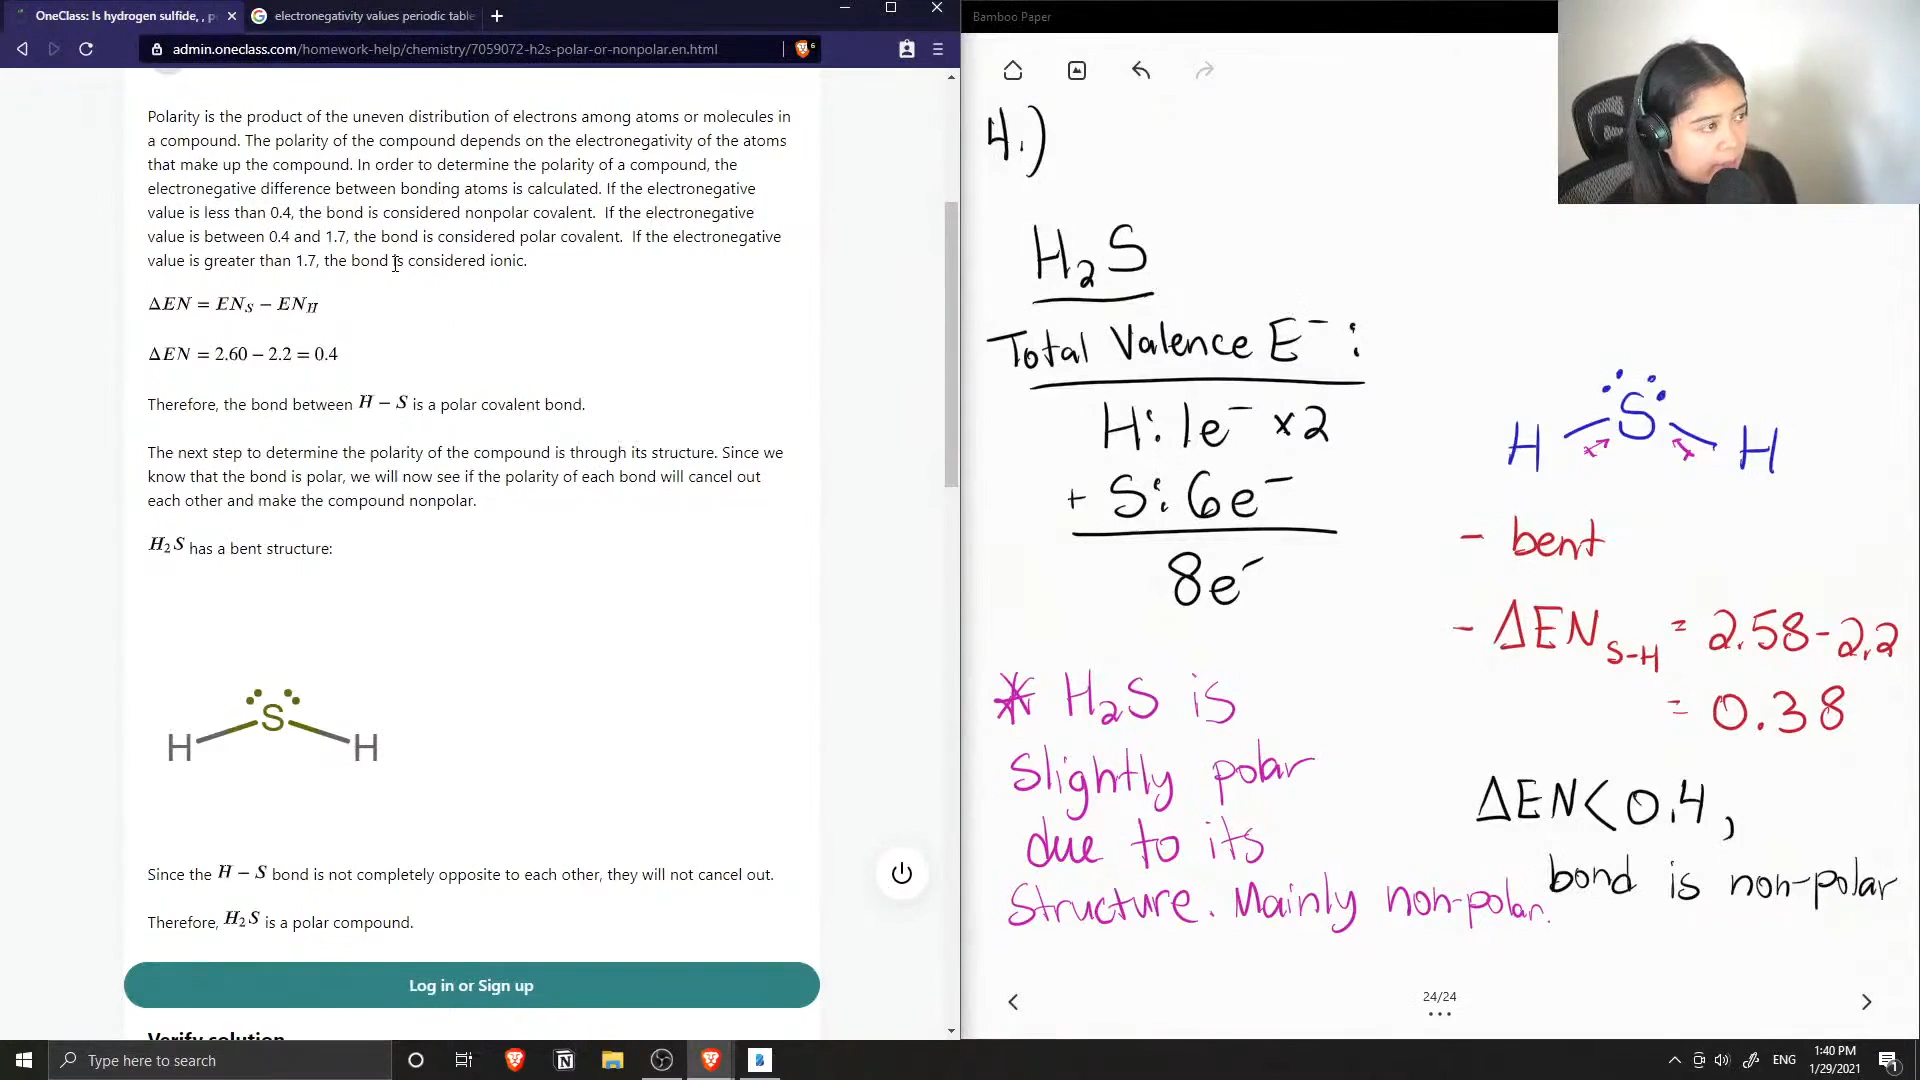 OneClass: Is hydrogen sulfide, , p
electronegativity values periodic table
admin.oneclass.com/homework-help/chemistry/7059072-h2s-polar-or-nonpolar.en.html
6
Polarity is the product of the uneven distribution of electrons among atoms or molecules in
a compound. The polarity of the compound depends on the electronegativity of the atoms
that make up the compound. In order to determine the polarity of a compound, the
electronegative difference between bonding atoms is calculated. If the electronegative
value is less than 0.4, the bond is considered nonpolar covalent. If the electronegative
value is between 0.4 and 1.7, the bond is considered polar covalent. If the electronegative
value is greater than 1.7, the bond is considered ionic.
ΔEN = EN_S − EN_H
ΔEN = 2.60 − 2.2 = 0.4
Therefore, the bond between H − S is a polar covalent bond.
The next step to determine the polarity of the compound is through its structure. Since we
know that the bond is polar, we will now see if the polarity of each bond will cancel out
each other and make the compound nonpolar.
H₂S has a bent structure:
S
H H
Since the H − S bond is not completely opposite to each other, they will not cancel out.
Therefore, H₂S is a polar compound.
Log in or Sign up
Verify solution
Bamboo Paper
4.)
H₂S
Total Valence E⁻:
H: 1e⁻ ×2
+ S: 6e⁻
8e⁻
H S H
- bent
- ΔEN_S-H = 2.58 - 2.2
= 0.38
ΔEN < 0.4,
bond is non-polar
* H₂S is
Slightly polar
due to its
Structure. Mainly non-polar.
24/24
Type here to search
ENG
1:40 PM
1/29/2021
1